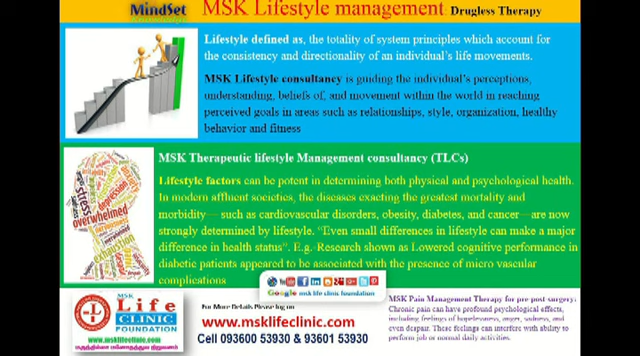 MindSet
MSK Lifestyle management: Drugless Therapy
Lifestyle defined as, the totality of system principles which account for
the consistency and directionality of an individual's life movements.
MSK Lifestyle consultancy is guiding the individual's perceptions,
understanding, beliefs of, and movement within the world in reaching
perceived goals in areas such as relationships, style, organization, healthy
behavior and fitness
MSK Therapeutic lifestyle Management consultancy (TLCs)
Lifestyle factors can be potent in determining both physical and psychological health.
In modern affluent societies, the diseases exacting the greatest mortality and
morbidity— such as cardiovascular disorders, obesity, diabetes, and cancer— are now
strongly determined by lifestyle. "Even small differences in lifestyle can make a major
difference in health status". E.g.-Research shown as Lowered cognitive performance in
diabetic patients appeared to be associated with the presence of micro vascular
complications
Stress
depression
overwhelmed
exhaustion
Google msk life clinic foundation
MSK
Life
CLINIC
FOUNDATION
www.msklifeclinic.com
For More Details Please log on
www.msklifeclinic.com
Cell 093600 53930 & 93601 53930
MSK Pain Management Therapy for pre post surgery:
Chronic pain can have profound psychological effects,
including feelings of hopelessness, anger, sadness, and
even despair. These feelings can interfere with ability to
perform job or normal daily activities.